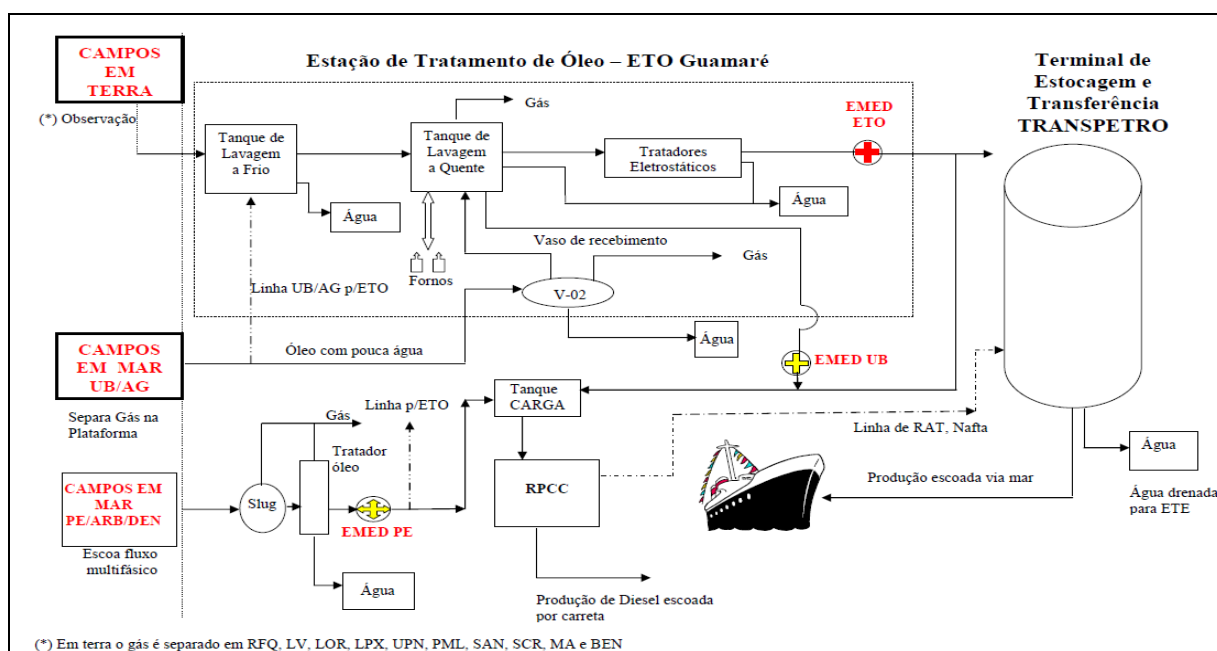 CAMPOS
EM
TERRA
(*) Observação
Estação de Tratamento de Óleo – ETO Guamaré
Terminal de
Estocagem e
Transferência
TRANSPETRO
Tanque de
Lavagem
a Frio
Água
Gás
Tanque de
Lavagem
a Quente
Tratadores
Eletrostáticos
EMED
ETO
Água
Fornos
Vaso de recebimento
V-02
Gás
Água
Linha UB/AG p/ETO
CAMPOS
EM MAR
UB/AG
Óleo com pouca água
EMED UB
Separa Gás na
Plataforma
Gás
Linha p/ETO
Tanque
CARGA
Linha de RAT, Nafta
Tratador
óleo
CAMPOS EM
MAR
PE/ARB/DEN
Slug
EMED PE
RPCC
Produção escoada via mar
Água
Água drenada
para ETE
Escoa fluxo
multifásico
Água
Produção de Diesel escoada
por carreta
(*) Em terra o gás é separado em RFQ, LV, LOR, LPX, UPN, PML, SAN, SCR, MA e BEN